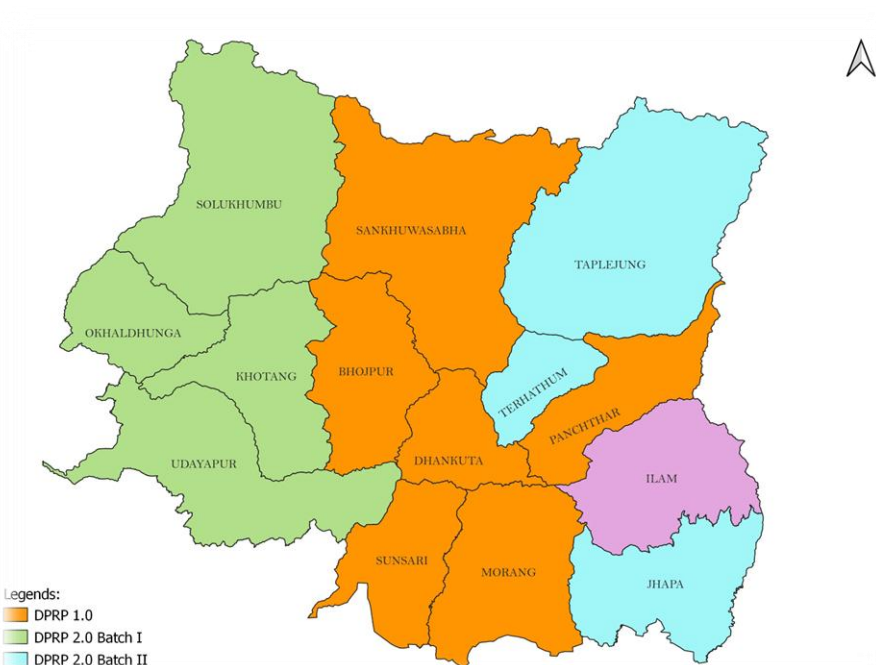 SOLUKHUMBU
SANKHUWASABHA
TAPLEJUNG
OKHALDHUNGA
KHOTANG
BHOJPUR
TERHATHUM
PANCHTHAR
UDAYAPUR
DHANKUTA
ILAM
SUNSARI
MORANG
JHAPA
Legends:
DPRP 1.0
DPRP 2.0 Batch I
DPRP 2.0 Batch II